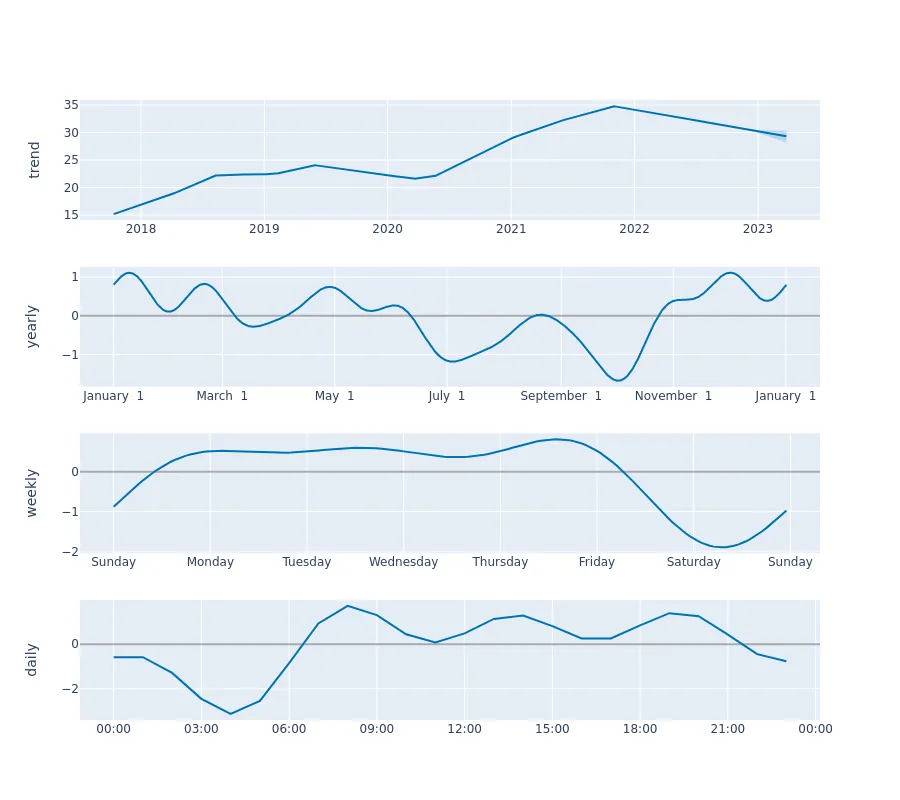 trend
35
30
25
20
15
2018 2019 2020 2021 2022 2023
yearly
1
0
−1
January 1 March 1 May 1 July 1 September 1 November 1 January 1
weekly
0
−1
−2
Sunday Monday Tuesday Wednesday Thursday Friday Saturday Sunday
daily
0
−2
00:00 03:00 06:00 09:00 12:00 15:00 18:00 21:00 00:00